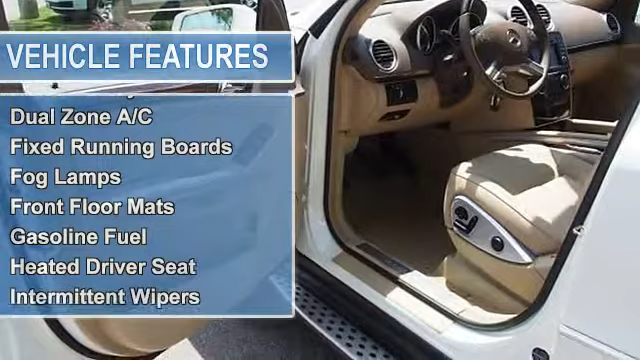 VEHICLE FEATURES
Dual Zone A/C
Fixed Running Boards
Fog Lamps
Front Floor Mats
Gasoline Fuel
Heated Driver Seat
Intermittent Wipers